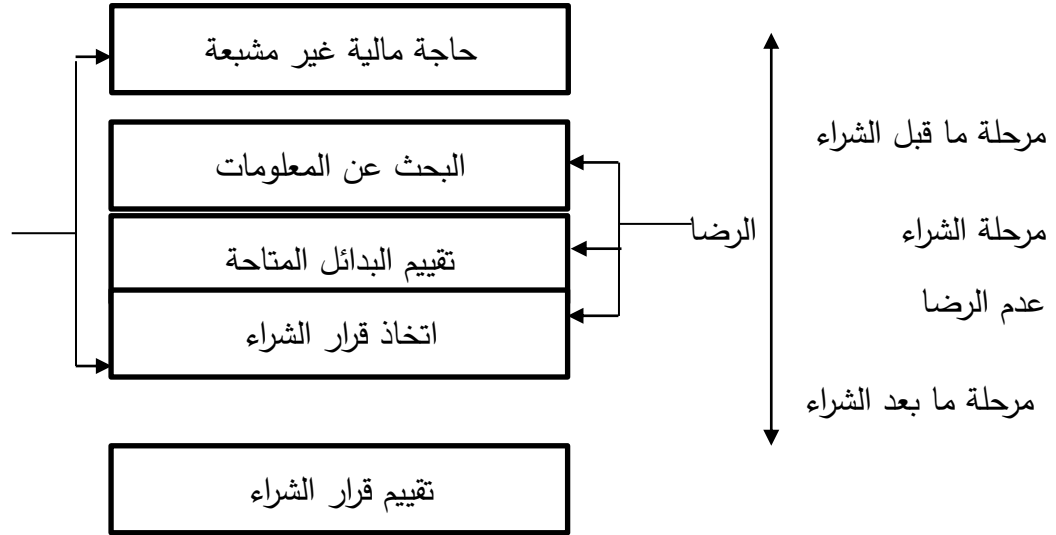 حاجة مالية غير مشبعة
مرحلة ما قبل الشراء
البحث عن المعلومات
الرضا
مرحلة الشراء
تقييم البدائل المتاحة
عدم الرضا
اتخاذ قرار الشراء
مرحلة ما بعد الشراء
تقييم قرار الشراء